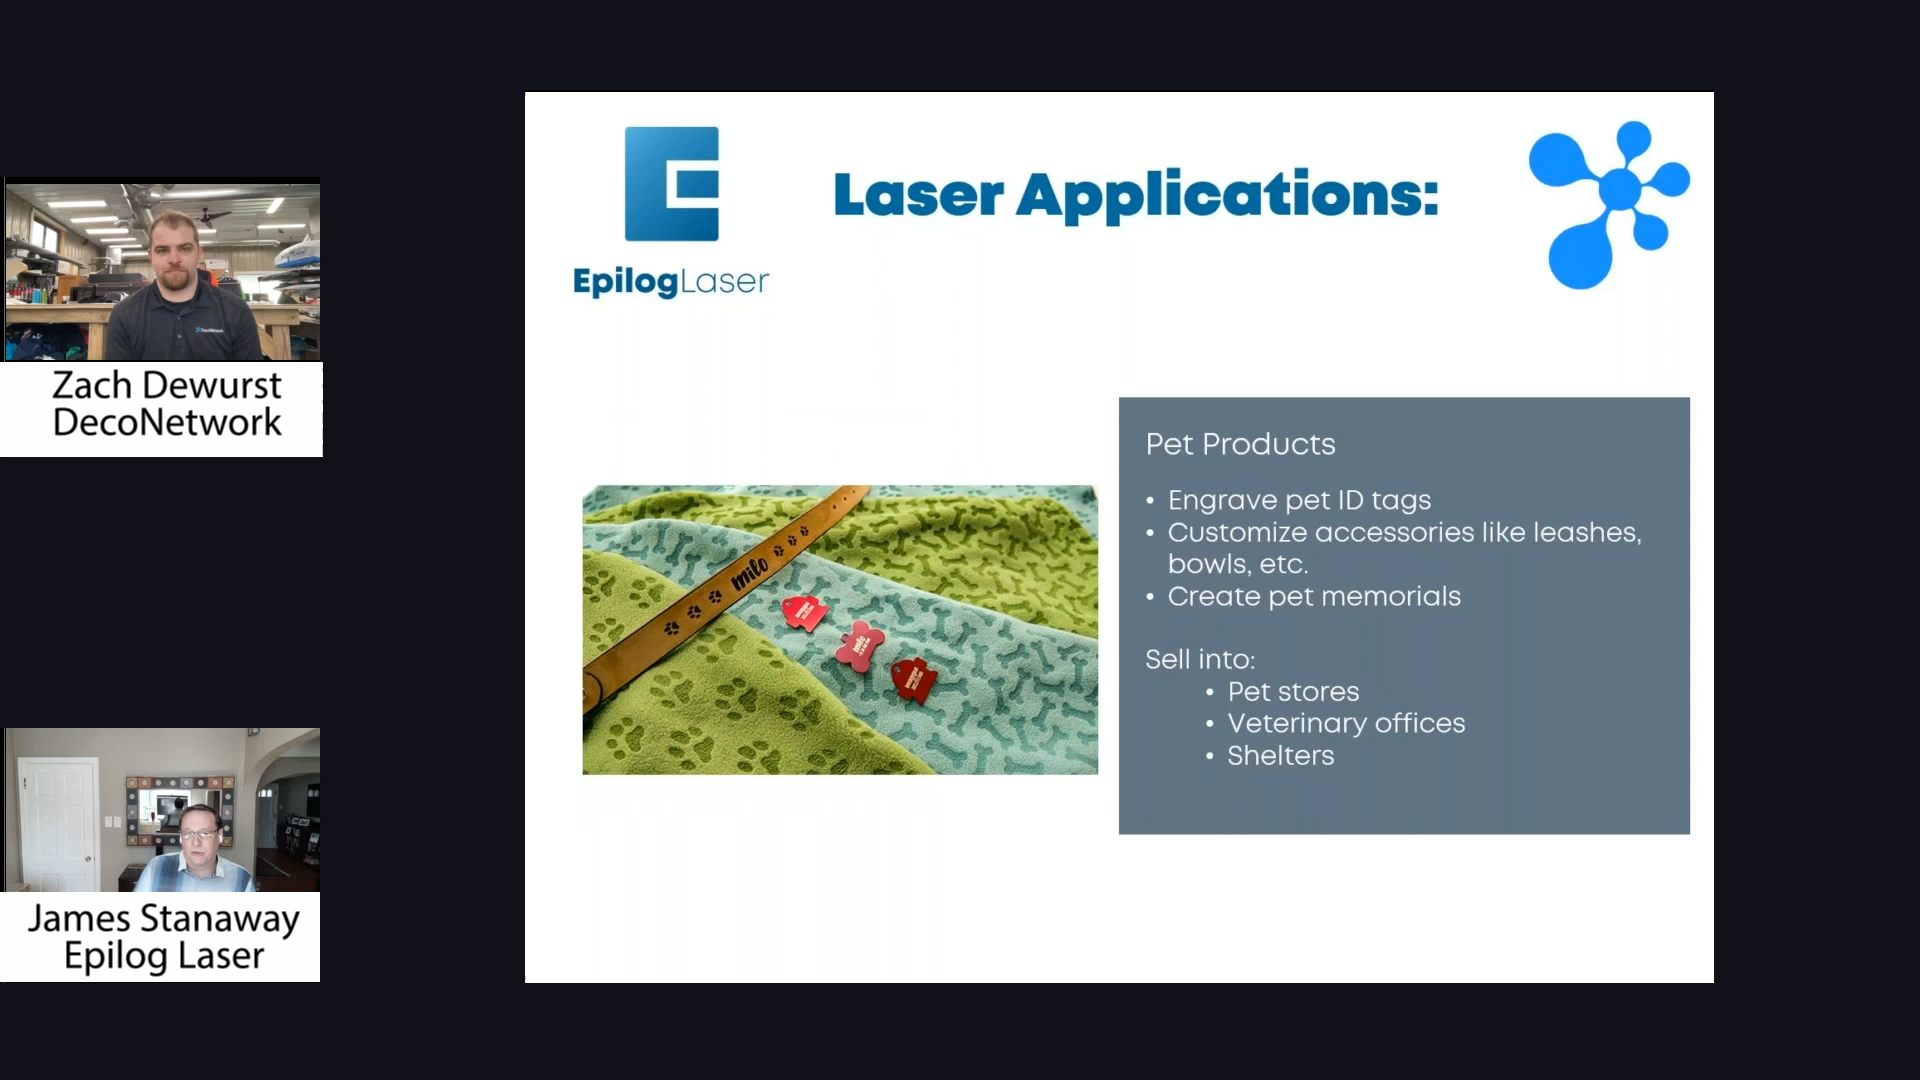 EpilogLaser
Laser Applications:
Zach Dewurst
DecoNetwork
Pet Products
• Engrave pet ID tags
• Customize accessories like leashes,
bowls, etc.
• Create pet memorials
Sell into:
• Pet stores
• Veterinary offices
• Shelters
milo
James Stanaway
Epilog Laser